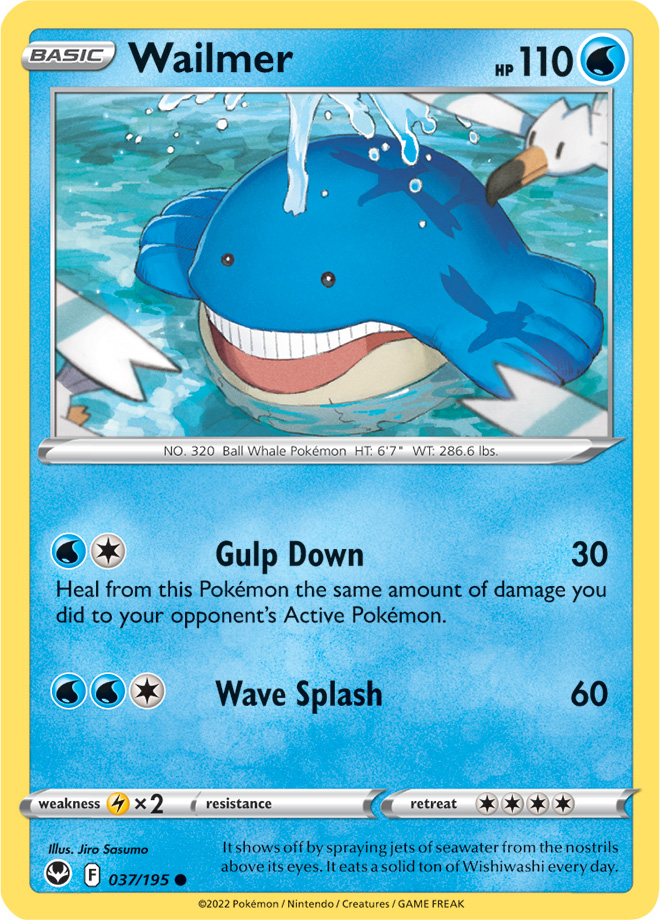 BASIC Wailmer HP 110
NO. 320 Ball Whale Pokémon HT: 6'7" WT: 286.6 lbs.
Gulp Down 30
Heal from this Pokémon the same amount of damage you
did to your opponent's Active Pokémon.
Wave Splash 60
weakness ×2 resistance retreat
Illus. Jiro Sasumo
F 037/195
It shows off by spraying jets of seawater from the nostrils
above its eyes. It eats a solid ton of Wishiwashi every day.
©2022 Pokémon / Nintendo / Creatures / GAME FREAK